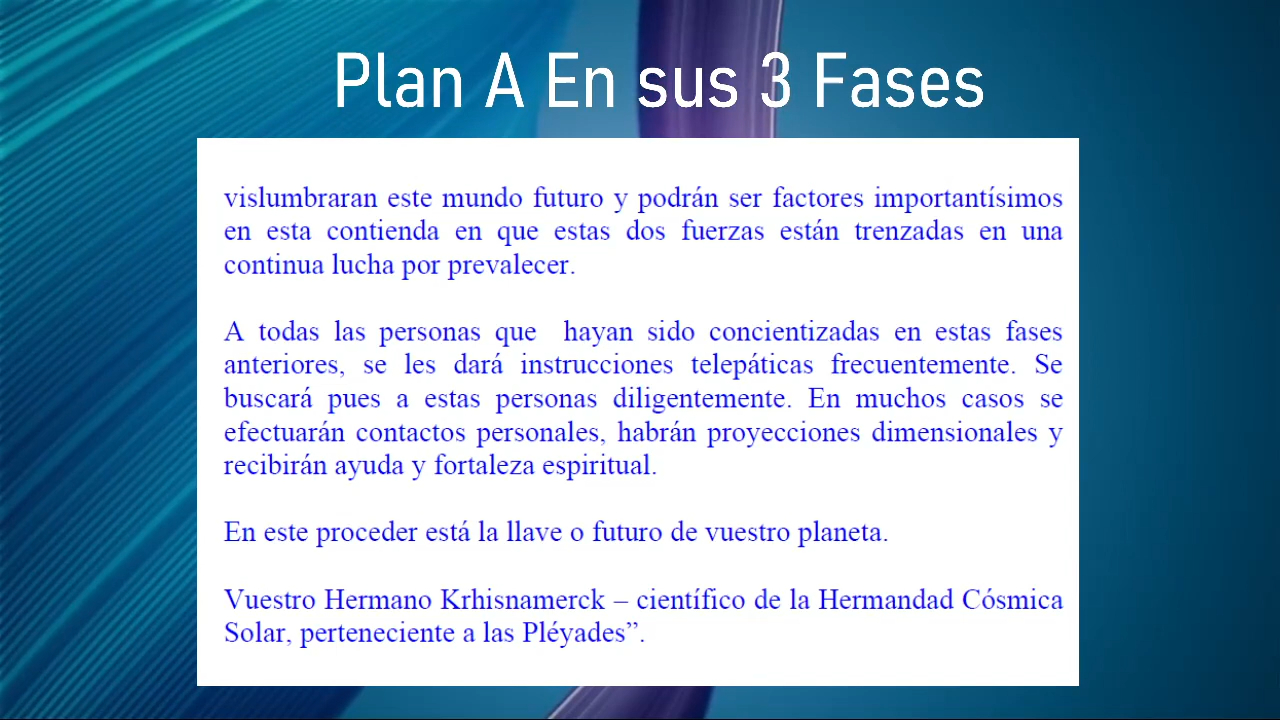 Plan A En sus 3 Fases
vislumbraran este mundo futuro y podrán ser factores importantísimos
en esta contienda en que estas dos fuerzas están trenzadas en una
continua lucha por prevalecer.
A todas las personas que hayan sido concientizadas en estas fases
anteriores, se les dará instrucciones telepáticas frecuentemente. Se
buscará pues a estas personas diligentemente. En muchos casos se
efectuarán contactos personales, habrán proyecciones dimensionales y
recibirán ayuda y fortaleza espiritual.
En este proceder está la llave o futuro de vuestro planeta.
Vuestro Hermano Krhisnamerck – científico de la Hermandad Cósmica
Solar, perteneciente a las Pléyades”.